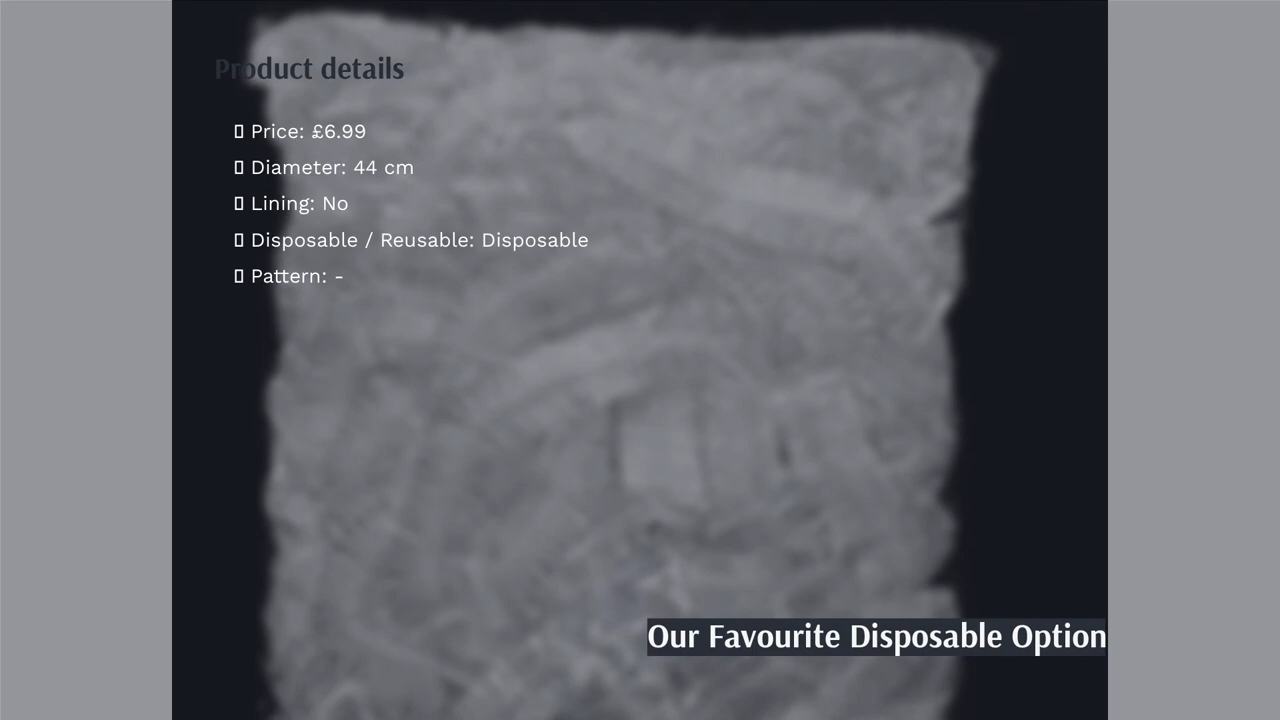 Product details
Price: £6.99
Diameter: 44 cm
Lining: No
Disposable / Reusable: Disposable
Pattern: -
Our Favourite Disposable Option